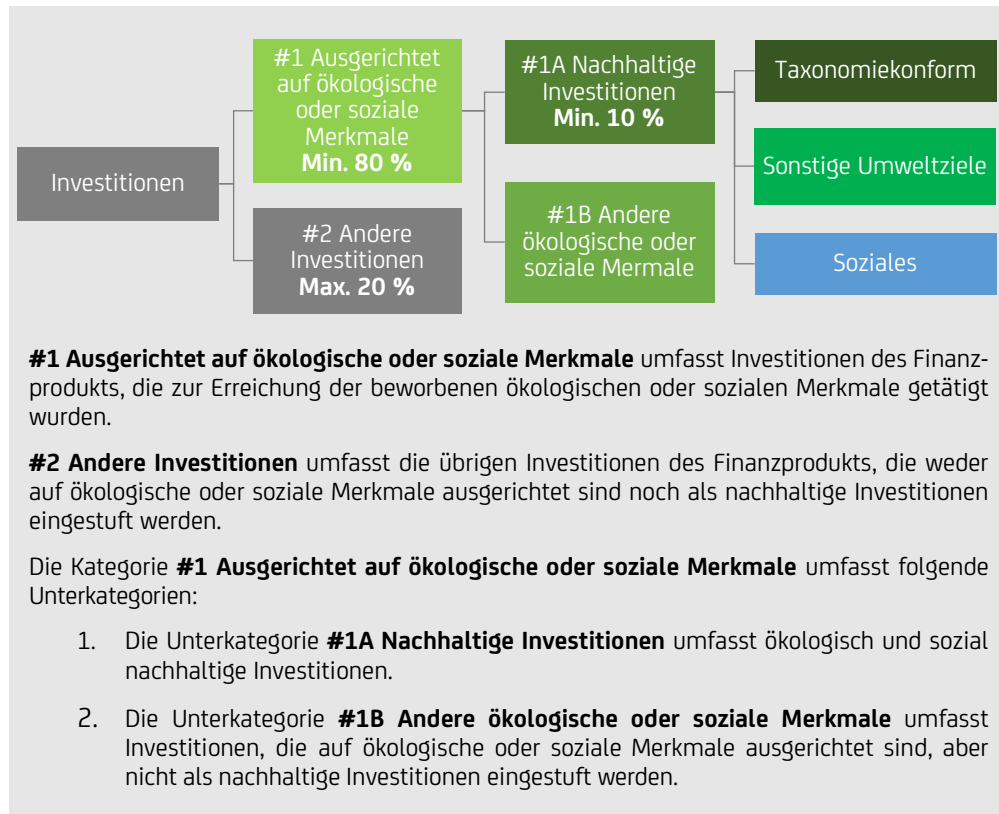 Investitionen
#1 Ausgerichtet
auf ökologische
oder soziale
Merkmale
Min. 80 %
#2 Andere
Investitionen
Max. 20 %
#1A Nachhaltige
Investitionen
Min. 10 %
#1B Andere
ökologische oder
soziale Mermale
Taxonomiekonform
Sonstige Umweltziele
Soziales
#1 Ausgerichtet auf ökologische oder soziale Merkmale umfasst Investitionen des Finanz-
produkts, die zur Erreichung der beworbenen ökologischen oder sozialen Merkmale getätigt
wurden.
#2 Andere Investitionen umfasst die übrigen Investitionen des Finanzprodukts, die weder
auf ökologische oder soziale Merkmale ausgerichtet sind noch als nachhaltige Investitionen
eingestuft werden.
Die Kategorie #1 Ausgerichtet auf ökologische oder soziale Merkmale umfasst folgende
Unterkategorien:
1. Die Unterkategorie #1A Nachhaltige Investitionen umfasst ökologisch und sozial
nachhaltige Investitionen.
2. Die Unterkategorie #1B Andere ökologische oder soziale Merkmale umfasst
Investitionen, die auf ökologische oder soziale Merkmale ausgerichtet sind, aber
nicht als nachhaltige Investitionen eingestuft werden.